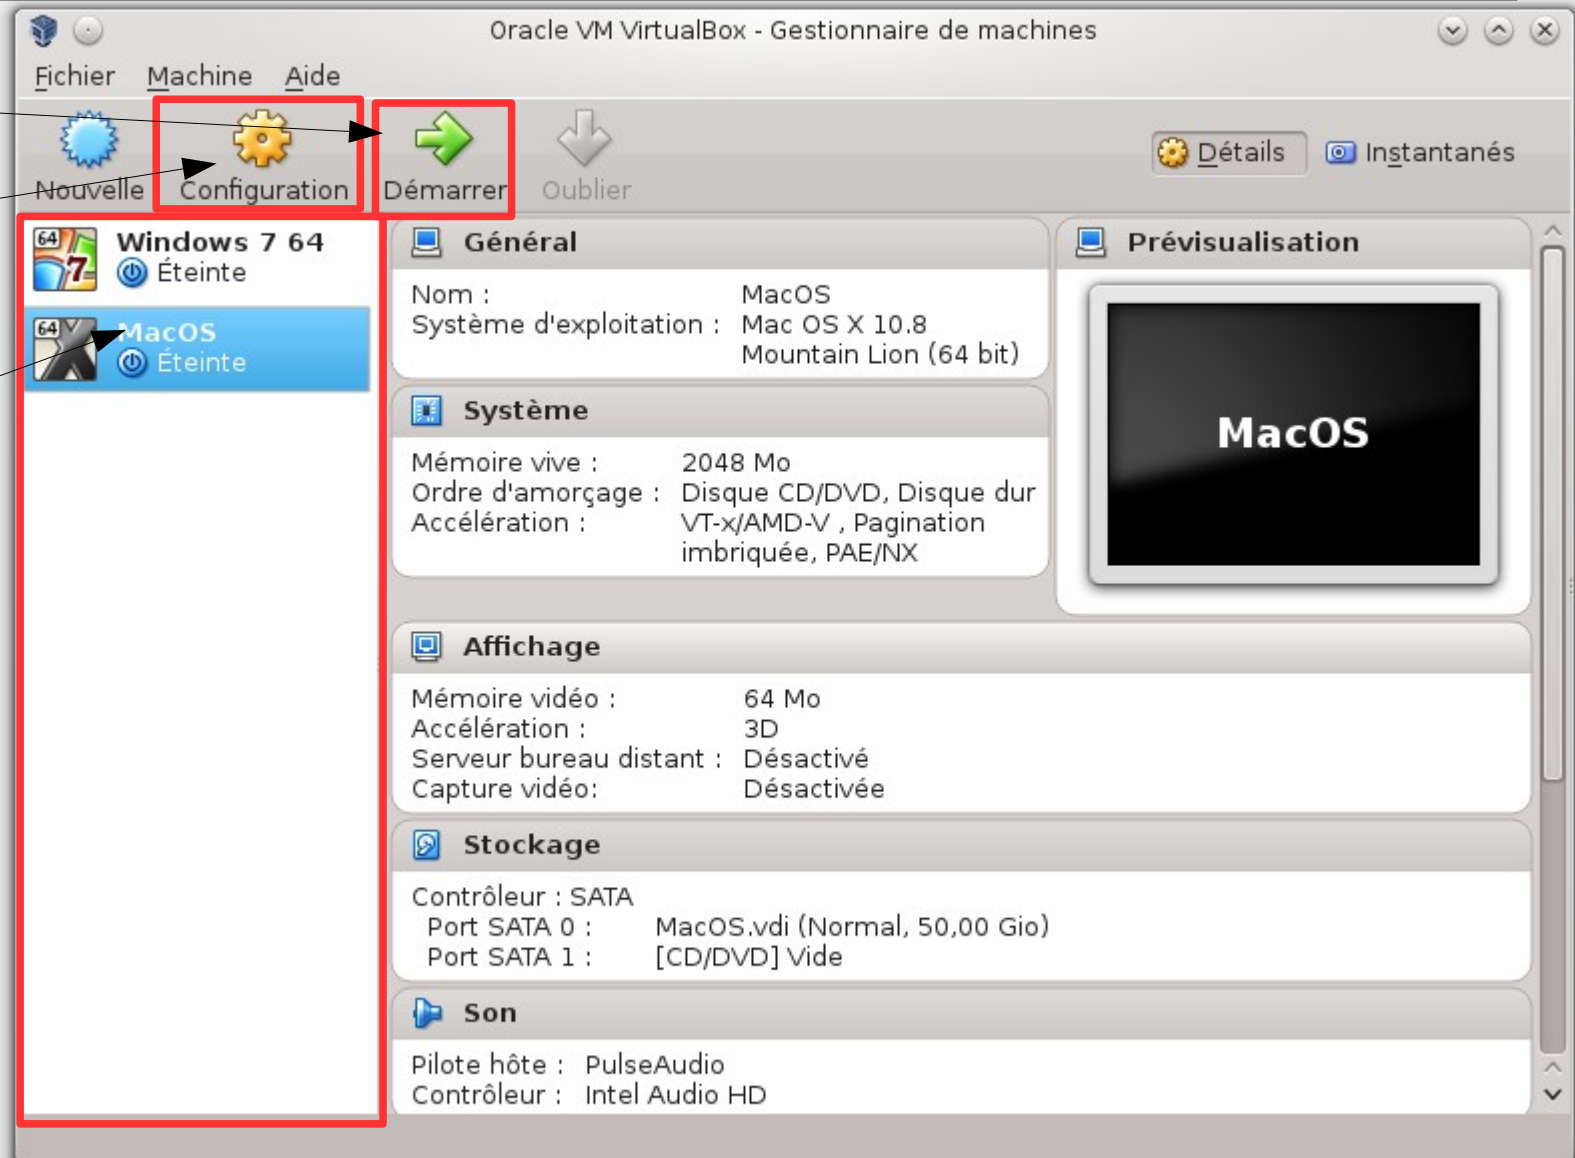 Oracle VM VirtualBox - Gestionnaire de machines
Fichier Machine Aide
Nouvelle Configuration Démarrer Oublier Détails Instantanés
64 7 Windows 7 64
Éteinte
64 MacOS
Éteinte
Général
Nom : MacOS
Système d'exploitation : Mac OS X 10.8
Mountain Lion (64 bit)
Prévisualisation
MacOS
Système
Mémoire vive : 2048 Mo
Ordre d'amorçage : Disque CD/DVD, Disque dur
Accélération : VT-x/AMD-V , Pagination
imbriquée, PAE/NX
Affichage
Mémoire vidéo : 64 Mo
Accélération : 3D
Serveur bureau distant : Désactivé
Capture vidéo: Désactivée
Stockage
Contrôleur : SATA
Port SATA 0 : MacOS.vdi (Normal, 50,00 Gio)
Port SATA 1 : [CD/DVD] Vide
Son
Pilote hôte : PulseAudio
Contrôleur : Intel Audio HD